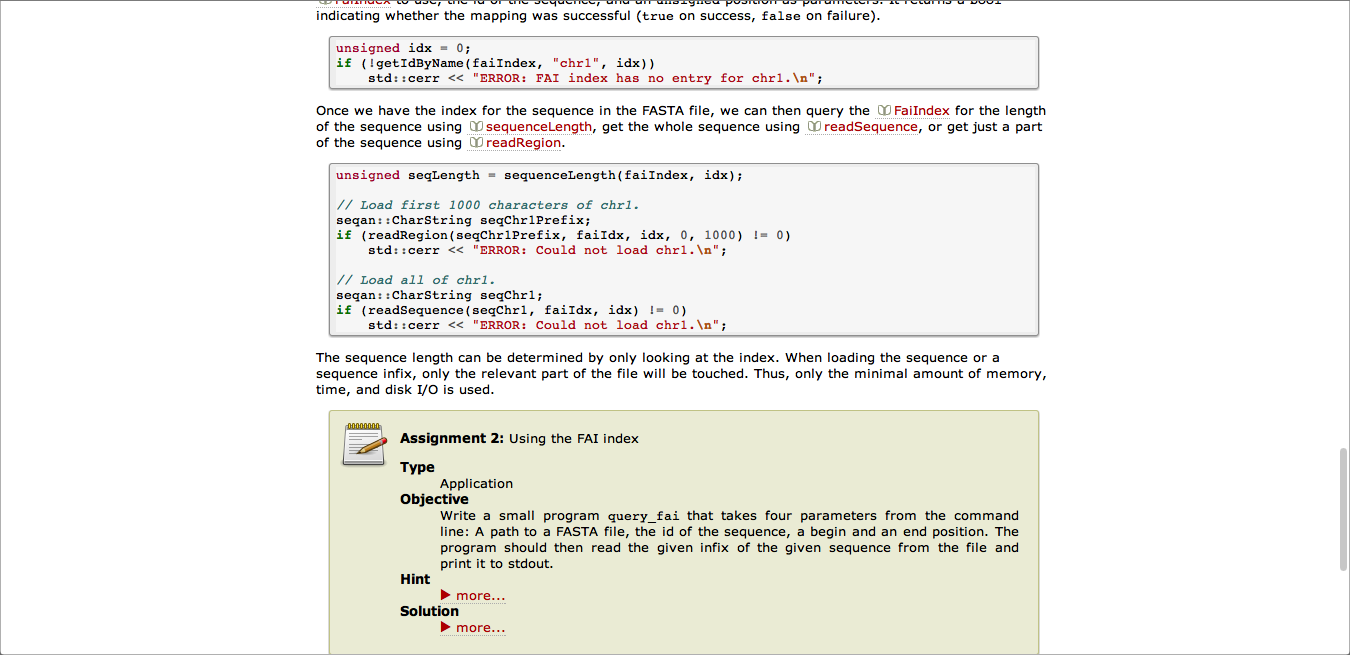 FaiIndex to use, the id of the sequence, and an unsigned position as parameters. It returns a bool
indicating whether the mapping was successful (true on success, false on failure).
unsigned idx = 0;
if (!getIdByName(faiIndex, "chr1", idx))
    std::cerr << "ERROR: FAI index has no entry for chr1.\n";
Once we have the index for the sequence in the FASTA file, we can then query the FaiIndex for the length
of the sequence using sequenceLength, get the whole sequence using readSequence, or get just a part
of the sequence using readRegion.
unsigned seqLength = sequenceLength(faiIndex, idx);
// Load first 1000 characters of chr1.
seqan::CharString seqChr1Prefix;
if (readRegion(seqChr1Prefix, faiIdx, idx, 0, 1000) != 0)
    std::cerr << "ERROR: Could not load chr1.\n";
// Load all of chr1.
seqan::CharString seqChr1;
if (readSequence(seqChr1, faiIdx, idx) != 0)
    std::cerr << "ERROR: Could not load chr1.\n";
The sequence length can be determined by only looking at the index. When loading the sequence or a
sequence infix, only the relevant part of the file will be touched. Thus, only the minimal amount of memory,
time, and disk I/O is used.
Assignment 2: Using the FAI index
Type
Application
Objective
Write a small program query_fai that takes four parameters from the command
line: A path to a FASTA file, the id of the sequence, a begin and an end position. The
program should then read the given infix of the given sequence from the file and
print it to stdout.
Hint
more...
Solution
more...